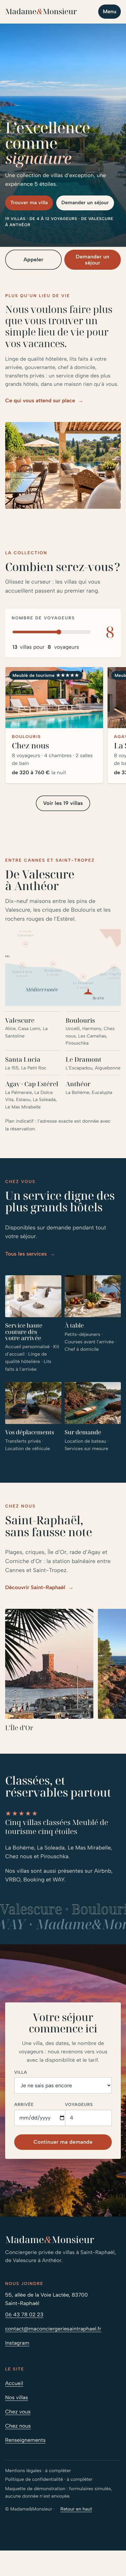 Madame&Monsieur
Menu
L'excellence
comme
signature
Une collection de villas d'exception, une
expérience 5 étoiles.
Trouver ma villa
Demander un séjour
19 VILLAS · DE 4 À 12 VOYAGEURS · DE VALESCURE
À ANTHÉOR
Appeler
Demander un
séjour
PLUS QU'UN LIEU DE VIE
Nous voulons faire plus
que vous trouver un
simple lieu de vie pour
vos vacances.
Linge de qualité hôtelière, lits faits à votre
arrivée, gouvernante, chef à domicile,
transfert privé : un service digne des plus
grands hôtels, dans une maison rien qu'à vous.
Ce qui vous attend sur place →
LA COLLECTION
Combien serez-vous ?
Glissez le curseur : les villas qui vous
accueillent passent au premier rang.
NOMBRE DE VOYAGEURS
8
13 villas pour 8 voyageurs
Meublé de tourisme ★★★★★
BOULOURIS
Chez nous
8 voyageurs · 4 chambres · 2 salles
de bain
de 320 à 760 € la nuit
Voir les 19 villas
ENTRE CANNES ET SAINT-TROPEZ
De Valescure
à Anthéor
Dix-neuf maisons entre les pins de
Valescure, les criques de Boulouris et les
rochers rouges de l'Estérel.
Méditerranée
Valescure
Alice, Casa Lorni, La
Santoline
Boulouris
Uccelli, Harmony, Chez
nous, Les Camelias,
Pirouschka
Santa Lucia
Le 155, Le Petit Roc
Le Dramont
L'Escapadou, Aiguebonne
Agay · Cap Estérel
La Palmeraie, La Dolce
Vita, Estaou, La Soleada,
Le Mas Mirabelle
Anthéor
La Bohème, Eucalypta
Plan indicatif : l'adresse exacte est donnée avec
la réservation.
CHEZ VOUS
Un service digne des
plus grands hôtels
Disponibles sur demande pendant tout
votre séjour.
Tous les services →
Service haute
couture dès
votre arrivée
Accueil personnalisé · Kit
d'accueil · Linge de
qualité hôtelière · Lits
faits à l'arrivée
À table
Petits-déjeuners ·
Courses avant l'arrivée ·
Chef à domicile
Vos déplacements
Transferts privés ·
Location de véhicule
Sur demande
Location de bateau ·
Services sur mesure
CHEZ NOUS
Saint-Raphaël,
sans fausse note
Plages, criques, Île d'Or, rade d'Agay et
Corniche d'Or : la station balnéaire entre
Cannes et Saint-Tropez.
Découvrir Saint-Raphaël →
L'Île d'Or
Classées, et
réservables partout
★★★★★
Cinq villas classées Meublé de
tourisme cinq étoiles
La Bohème, La Soleada, Le Mas Mirabelle,
Chez nous et Pirouschka.
Nos villas sont aussi présentes sur Airbnb,
VRBO, Booking et WAY.
Valescure · Boulouris
WAY · Madame&Mon
Votre séjour
commence ici
Une villa, des dates, le nombre de
voyageurs : nous revenons vers vous
avec la disponibilité et le tarif.
VILLA
Je ne sais pas encore
ARRIVÉE
VOYAGEURS
mm/dd/yyyy
4
Continuer ma demande
Madame&Monsieur
Conciergerie privée de villas à Saint-Raphaël,
de Valescure à Anthéor.
NOUS JOINDRE
55, allée de la Voie Lactée, 83700
Saint-Raphaël
06 43 78 02 23
contact@maconciergeriesaintraphael.fr
Instagram
LE SITE
Accueil
Nos villas
Chez vous
Chez nous
Renseignements
Mentions légales : à compléter
Politique de confidentialité : à compléter
Maquette de démonstration : formulaires simulés,
aucune donnée n'est envoyée.
© Madame&Monsieur ·
Retour en haut